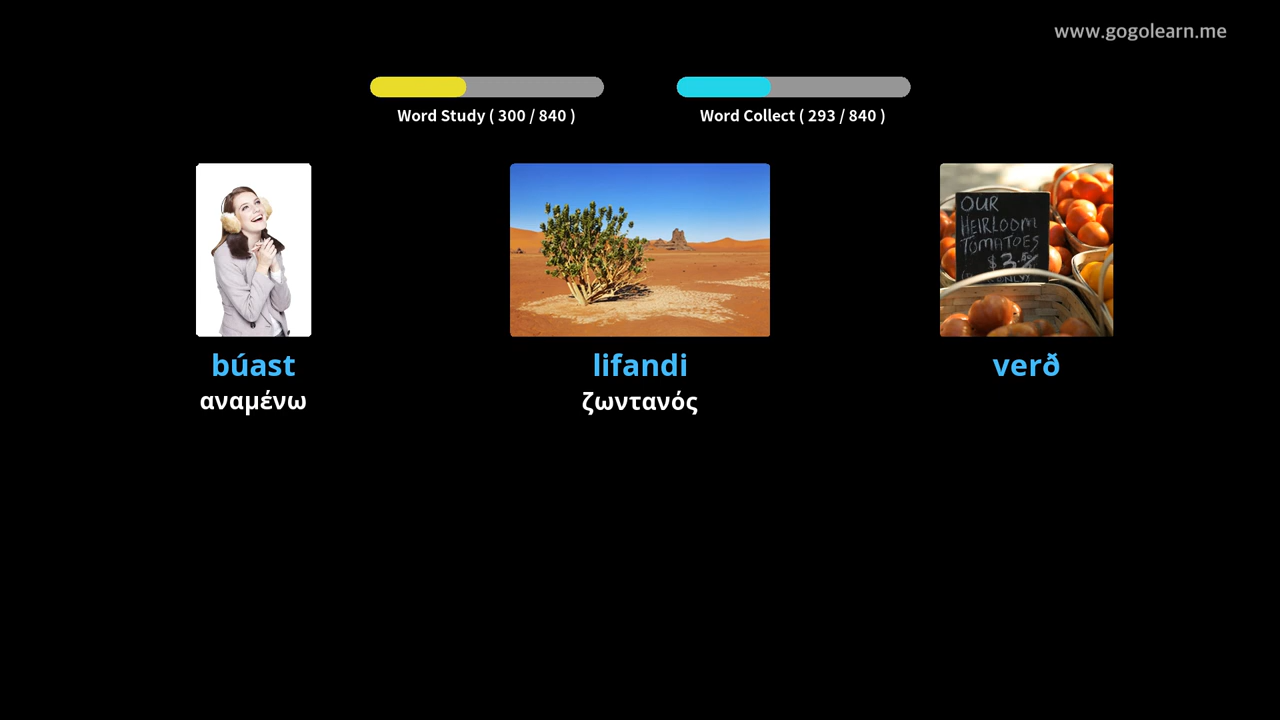 www.gogolearn.me
Word Study ( 300 / 840 )
Word Collect ( 293 / 840 )
OUR
HEIRLOOM
TOMATOES
búast
lifandi
verð
αναμένω
ζωντανός